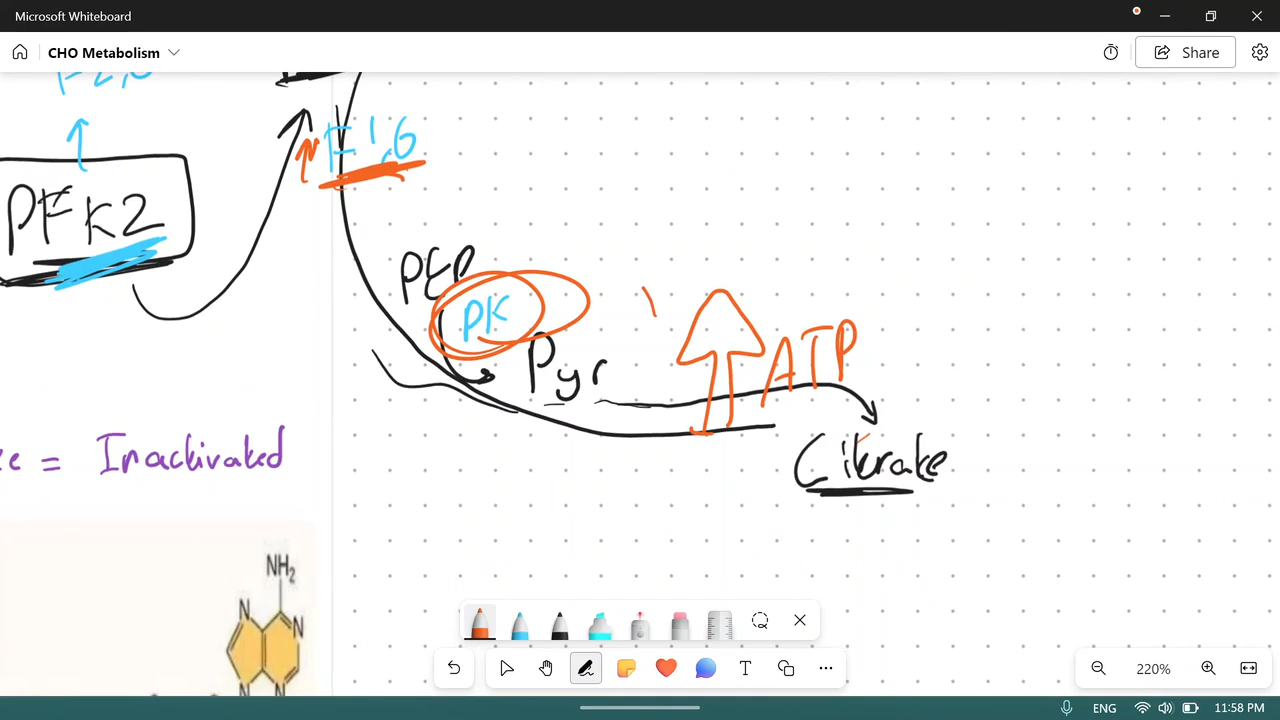 Microsoft Whiteboard
CHO Metabolism
Share
F1,6
PFK2
PEP
PK
Pyr
ATP
Citrate
= Inactivated
NH2
N
N
N
N
220%
ENG
11:58 PM